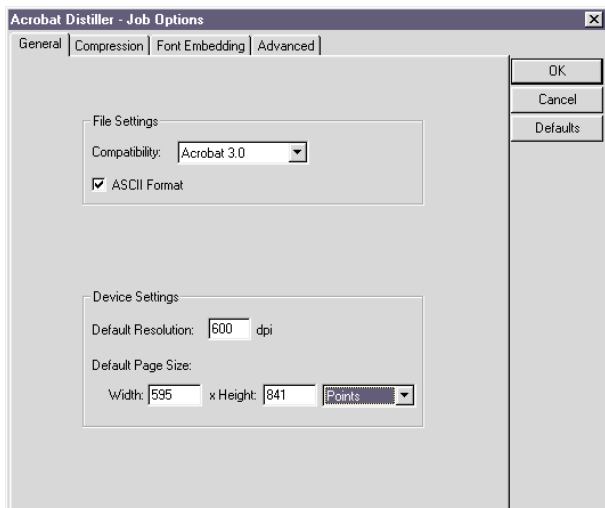 Acrobat Distiller - Job Options
General Compression Font Embedding Advanced
OK
Cancel
Defaults
File Settings
Compatibility: Acrobat 3.0
ASCII Format
Device Settings
Default Resolution: 600 dpi
Default Page Size:
Width: 595 x Height: 841 Points